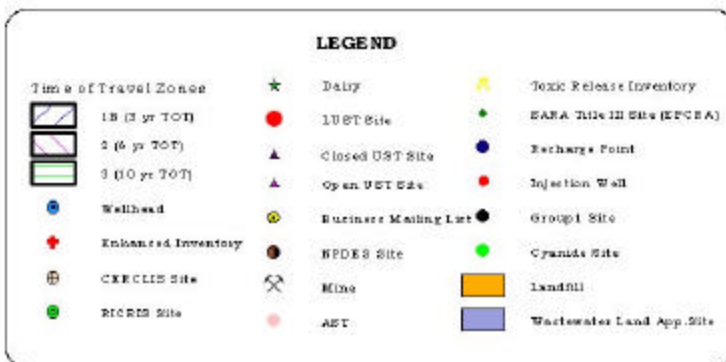 LEGEND
Time of Travel Zones
1B (3 yr TOT)
2 (6 yr TOT)
3 (10 yr TOT)
Wellhead
Enhanced Inventory
CERCLIS Site
RICRIS Site
Dairy
LUST Site
Closed UST Site
Open UST Site
Business Mailing List
NPDES Site
Mine
AST
Toxic Release Inventory
SARA Title III Site (EPCRA)
Recharge Point
Injection Well
Group1 Site
Cyanide Site
Landfill
Wastewater Land App. Site